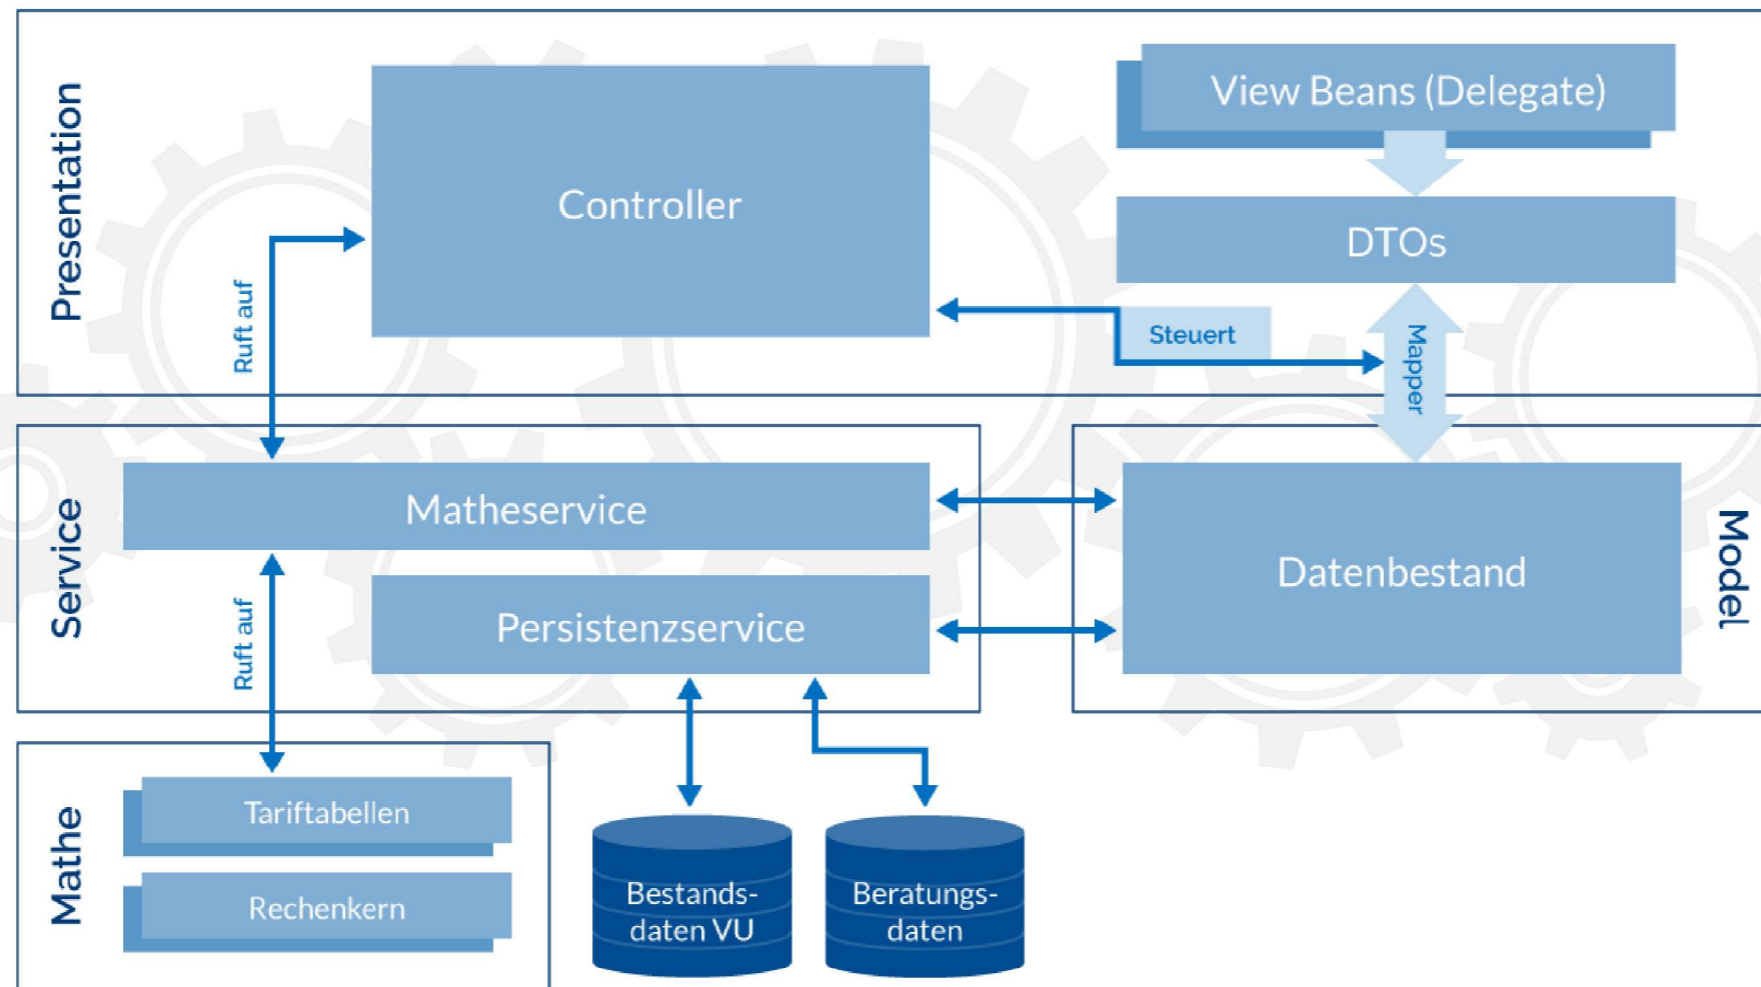 Presentation
Controller
View Beans (Delegate)
DTOs
Ruft auf
Steuert
Mapper
Service
Matheservice
Persistenzservice
Ruft auf
Datenbestand
Model
Mathe
Tariftabellen
Rechenkern
Bestands-
daten VU
Beratungs-
daten